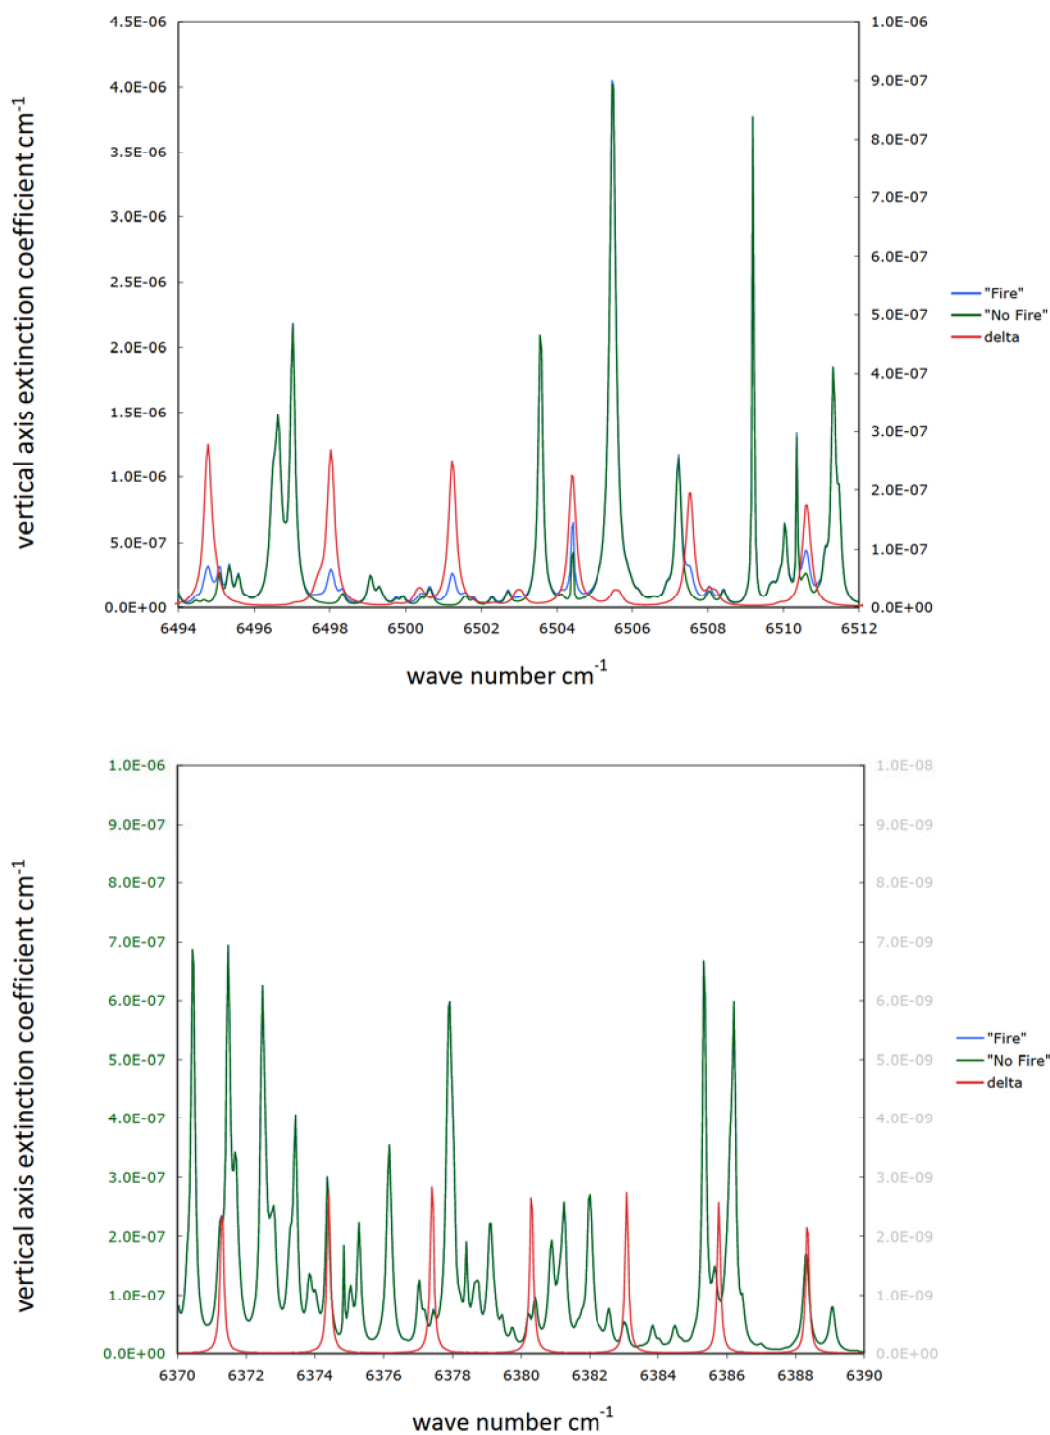 4.5E-06 1.0E-06
4.0E-06 9.0E-07
3.5E-06 8.0E-07
3.0E-06 7.0E-07
2.5E-06 6.0E-07
2.0E-06 5.0E-07
1.5E-06 4.0E-07
1.0E-06 3.0E-07
5.0E-07 2.0E-07
0.0E+00 1.0E-07
0.0E+00
vertical axis extinction coefficient cm-1
"Fire"
"No Fire"
delta
6494 6496 6498 6500 6502 6504 6506 6508 6510 6512
wave number cm-1
1.0E-06 1.0E-08
9.0E-07 9.0E-09
8.0E-07 8.0E-09
7.0E-07 7.0E-09
6.0E-07 6.0E-09
5.0E-07 5.0E-09
4.0E-07 4.0E-09
3.0E-07 3.0E-09
2.0E-07 2.0E-09
1.0E-07 1.0E-09
0.0E+00 0.0E+00
vertical axis extinction coefficient cm-1
"Fire"
"No Fire"
delta
6370 6372 6374 6376 6378 6380 6382 6384 6386 6388 6390
wave number cm-1